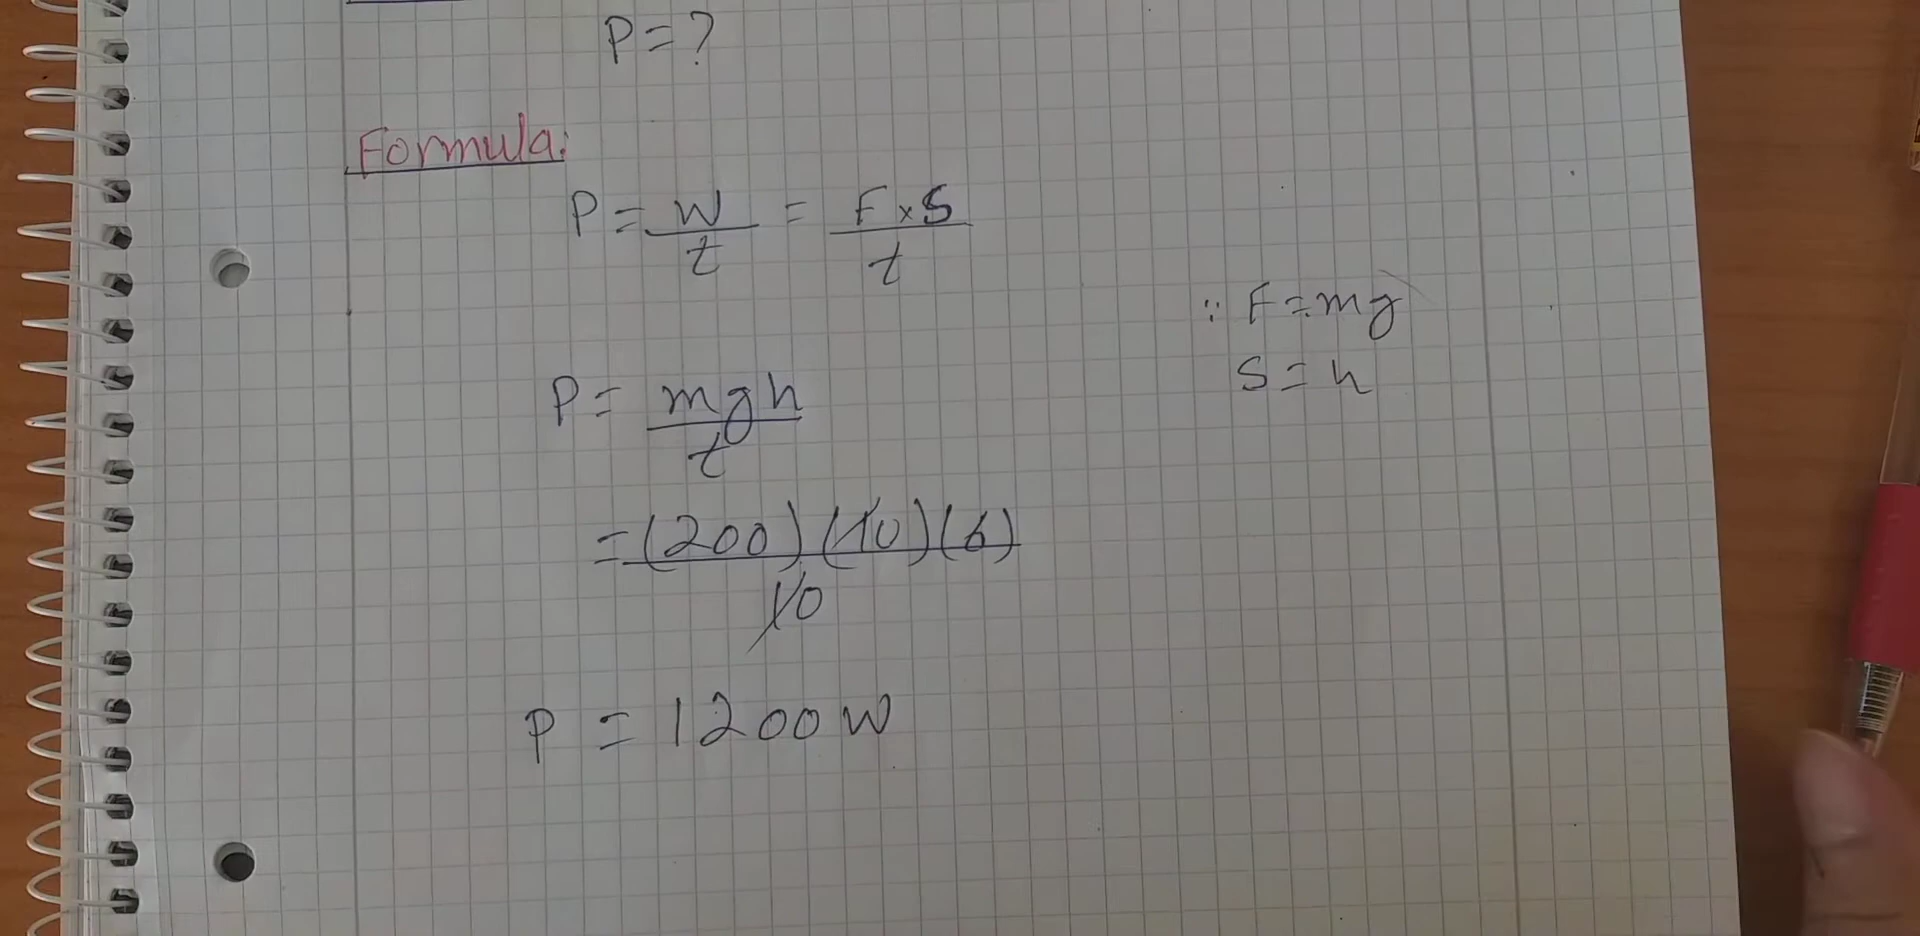 P = ?
Formula:
P = W/t = F x S/t
∵ F = mg
S = h
P = mgh/t
= (200) (10) (6)/10
P = 1200 W